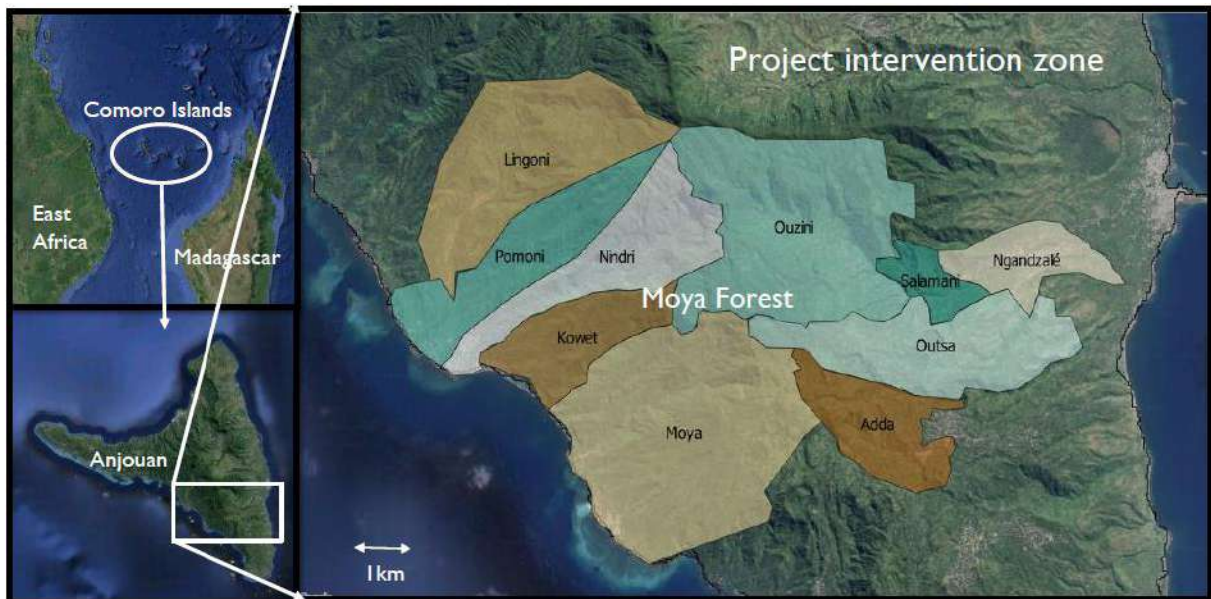 Comoro Islands
East
Africa
Madagascar
Anjouan
Project intervention zone
Lingoni
Pomoni
Nindri
Ouzini
Salamani
Ngandzalé
Moya Forest
Kowet
Outsa
Moya
Adda
1km